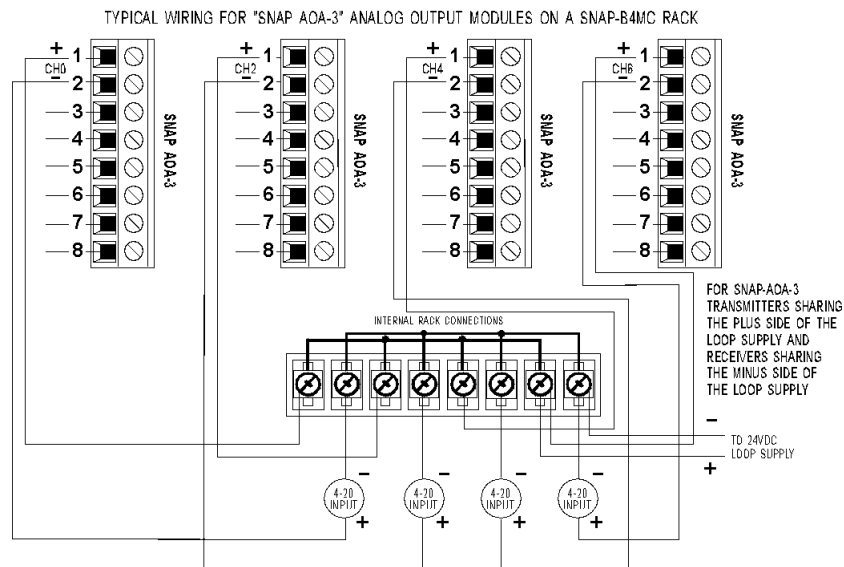 TYPICAL WIRING FOR "SNAP AOA-3" ANALOG OUTPUT MODULES ON A SNAP-B4MC RACK
+ 1
CH0
− 2
3
4
5
6
7
8
SNAP AOA-3
+ 1
CH2
− 2
3
4
5
6
7
8
SNAP AOA-3
+ 1
CH4
− 2
3
4
5
6
7
8
SNAP AOA-3
+ 1
CH6
− 2
3
4
5
6
7
8
SNAP AOA-3
FOR SNAP-AOA-3
TRANSMITTERS SHARING
THE PLUS SIDE OF THE
LOOP SUPPLY AND
RECEIVERS SHARING
THE MINUS SIDE OF
THE LOOP SUPPLY
INTERNAL RACK CONNECTIONS
−
TO 24VDC
LOOP SUPPLY
+
−
4-20
INPUT
+
−
4-20
INPUT
+
−
4-20
INPUT
+
−
4-20
INPUT
+